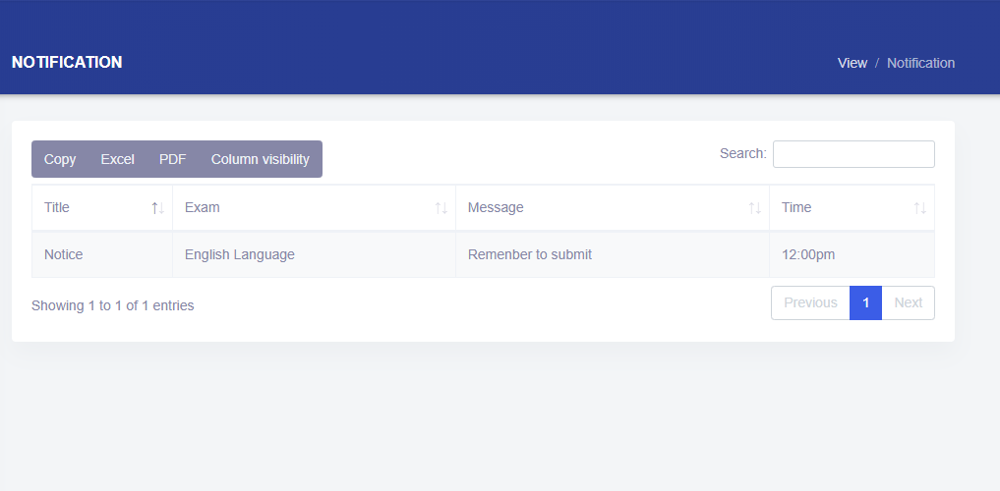 NOTIFICATION
View / Notification
Copy Excel PDF Column visibility
Search:
Title Exam Message Time
Notice English Language Remenber to submit 12:00pm
Showing 1 to 1 of 1 entries
Previous 1 Next